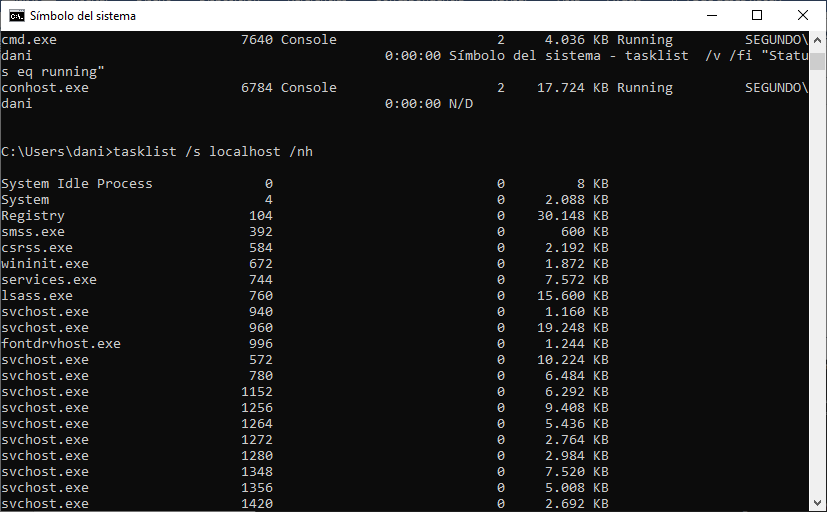 Símbolo del sistema
cmd.exe                       7640 Console                    2     4.036 KB Running         SEGUNDO\
dani                                            0:00:00 Símbolo del sistema - tasklist  /v /fi "Statu
s eq running"
conhost.exe                   6784 Console                    2    17.724 KB Running         SEGUNDO\
dani                                            0:00:00 N/D
C:\Users\dani>tasklist /s localhost /nh
System Idle Process              0                            0         8 KB
System                           4                            0     2.088 KB
Registry                       104                            0    30.148 KB
smss.exe                       392                            0       600 KB
csrss.exe                      584                            0     2.192 KB
wininit.exe                    672                            0     1.872 KB
services.exe                   744                            0     7.572 KB
lsass.exe                      760                            0    15.600 KB
svchost.exe                    940                            0     1.160 KB
svchost.exe                    960                            0    19.248 KB
fontdrvhost.exe                996                            0     1.244 KB
svchost.exe                    572                            0    10.224 KB
svchost.exe                    780                            0     6.484 KB
svchost.exe                   1152                            0     6.292 KB
svchost.exe                   1256                            0     9.408 KB
svchost.exe                   1264                            0     5.436 KB
svchost.exe                   1272                            0     2.764 KB
svchost.exe                   1280                            0     2.984 KB
svchost.exe                   1348                            0     7.520 KB
svchost.exe                   1356                            0     5.008 KB
svchost.exe                   1420                            0     2.692 KB